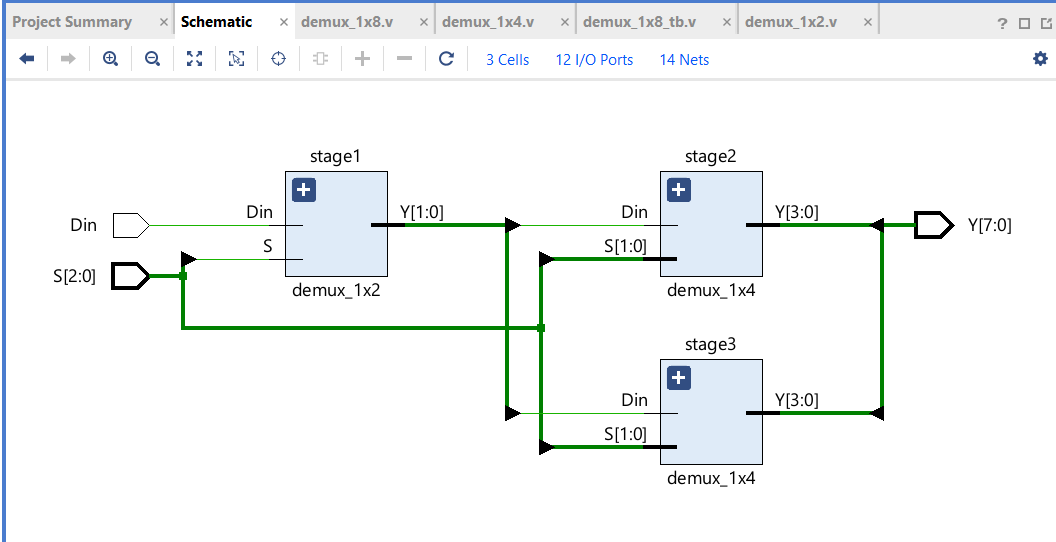 Project Summary × Schematic × demux_1x8.v × demux_1x4.v × demux_1x8_tb.v × demux_1x2.v × ?
3 Cells 12 I/O Ports 14 Nets
stage1 stage2
Din Din Y[1:0] Din Y[3:0] Y[7:0]
S[2:0] S S[1:0]
demux_1x2 demux_1x4
stage3
Din Y[3:0]
S[1:0]
demux_1x4